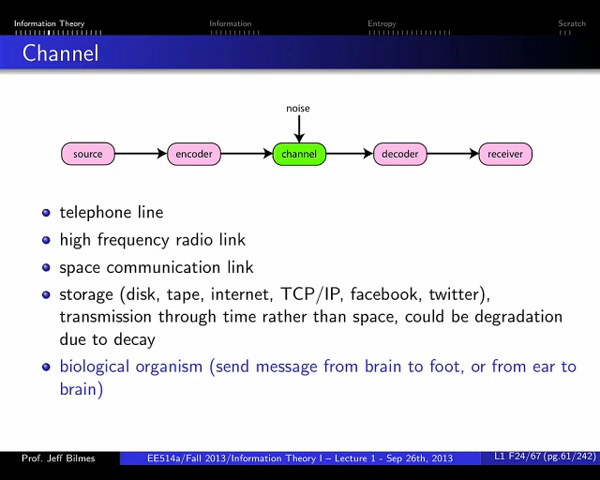 Information Theory Information Entropy Scratch
Channel
noise
source encoder channel decoder receiver
telephone line
high frequency radio link
space communication link
storage (disk, tape, internet, TCP/IP, facebook, twitter),
transmission through time rather than space, could be degradation
due to decay
biological organism (send message from brain to foot, or from ear to
brain)
Prof. Jeff Bilmes EE514a/Fall 2013/Information Theory I – Lecture 1 - Sep 26th, 2013 L1 F24/67 (pg.61/242)